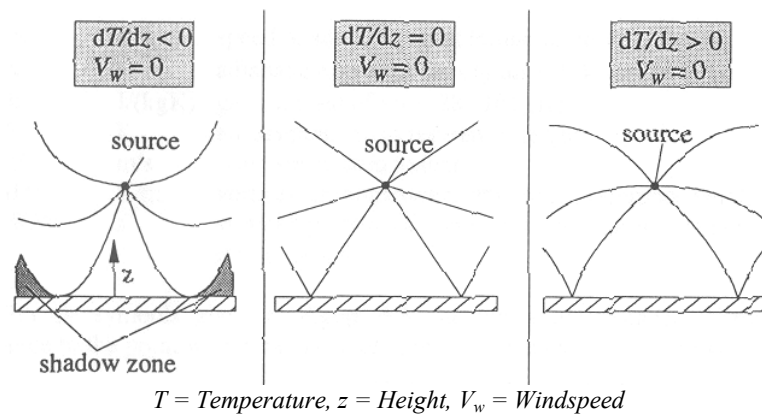 dT/dz < 0
V_w = 0
source
z
shadow zone
dT/dz = 0
V_w = 0
source
dT/dz > 0
V_w = 0
source
T = Temperature, z = Height, V_w = Windspeed